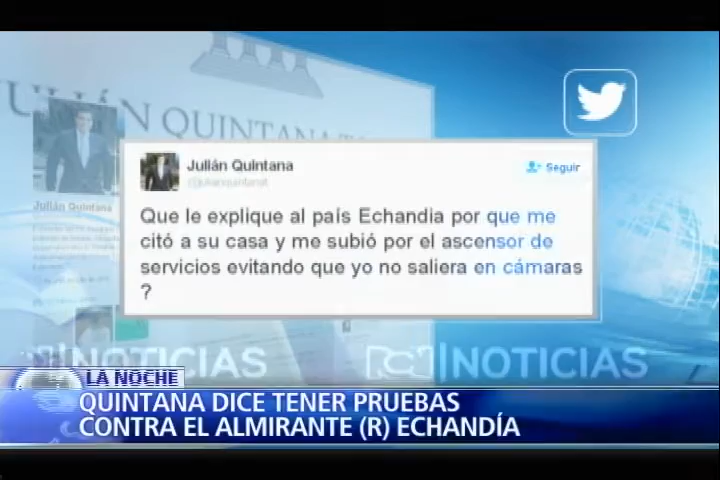 JULIÁN QUINTANA
Julián Quintana
Julián Quintana
Seguir
Que le explique al país Echandia por que me
citó a su casa y me subió por el ascensor de
servicios evitando que yo no saliera en cámaras
?
NOTICIAS
RCN NOTICIAS
LA NOCHE
QUINTANA DICE TENER PRUEBAS
CONTRA EL ALMIRANTE (R) ECHANDÍA